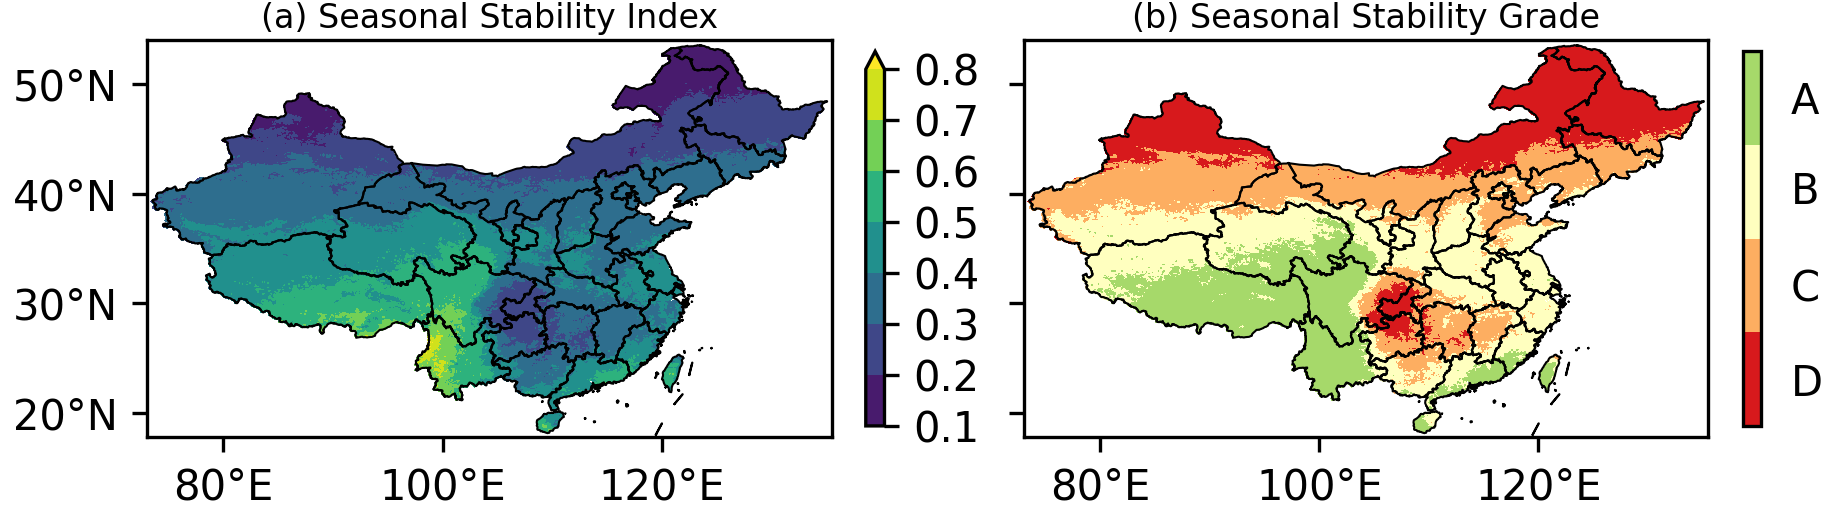 (a) Seasonal Stability Index
50°N
40°N
30°N
20°N
80°E 100°E 120°E
0.8
0.7
0.6
0.5
0.4
0.3
0.2
0.1
(b) Seasonal Stability Grade
80°E 100°E 120°E
A
B
C
D